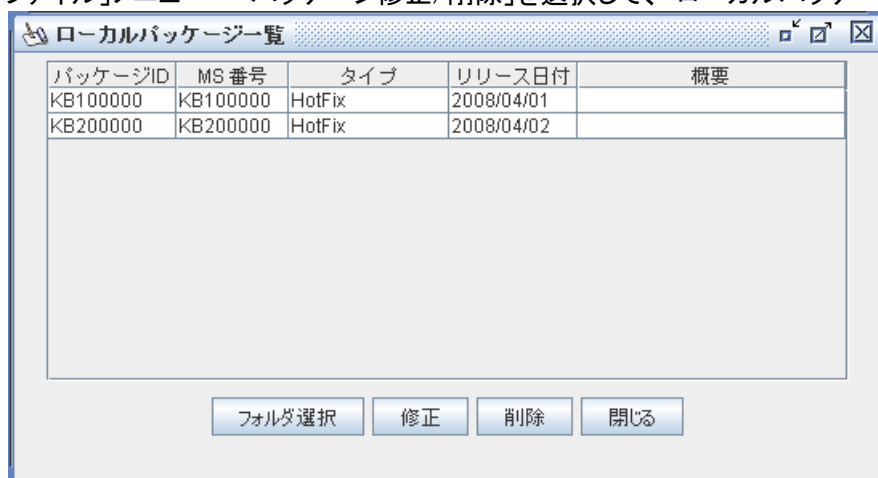 ローカルパッケージ一覧
パッケージID MS 番号 タイプ リリース日付 概要
KB100000 KB100000 HotFix 2008/04/01
KB200000 KB200000 HotFix 2008/04/02
フォルダ選択 修正 削除 閉じる